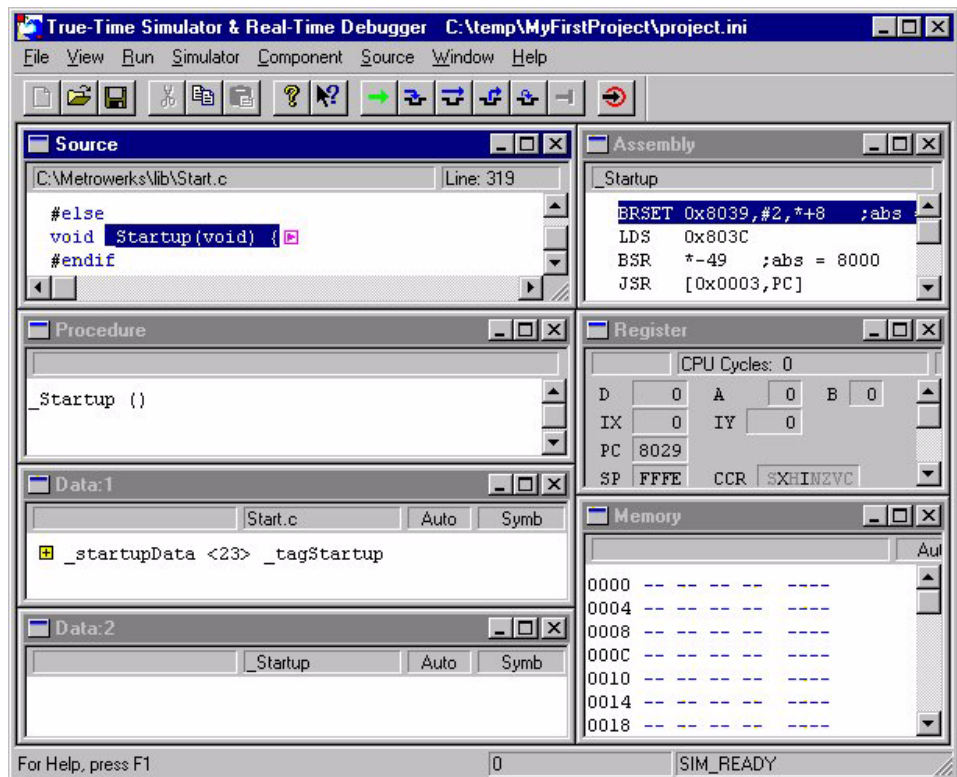 True-Time Simulator & Real-Time Debugger C:\temp\MyFirstProject\project.ini
File View Run Simulator Component Source Window Help
Source
C:\Metrowerks\lib\Start.c Line: 319
#else
void _Startup(void) {
#endif
Assembly
_Startup
BRSET 0x8039,#2,*+8 ;abs =
LDS 0x803C
BSR *-49 ;abs = 8000
JSR [0x0003,PC]
Procedure
_Startup ()
Register
CPU Cycles: 0
D 0 A 0 B 0
IX 0 IY 0
PC 8029
SP FFFE CCR SXHINZVC
Data:1
Start.c Auto Symb
_startupData <23> _tagStartup
Memory
Au
0000 -- -- -- -- ----
0004 -- -- -- -- ----
0008 -- -- -- -- ----
000C -- -- -- -- ----
0010 -- -- -- -- ----
0014 -- -- -- -- ----
0018 -- -- -- -- ----
Data:2
_Startup Auto Symb
For Help, press F1 0 SIM_READY